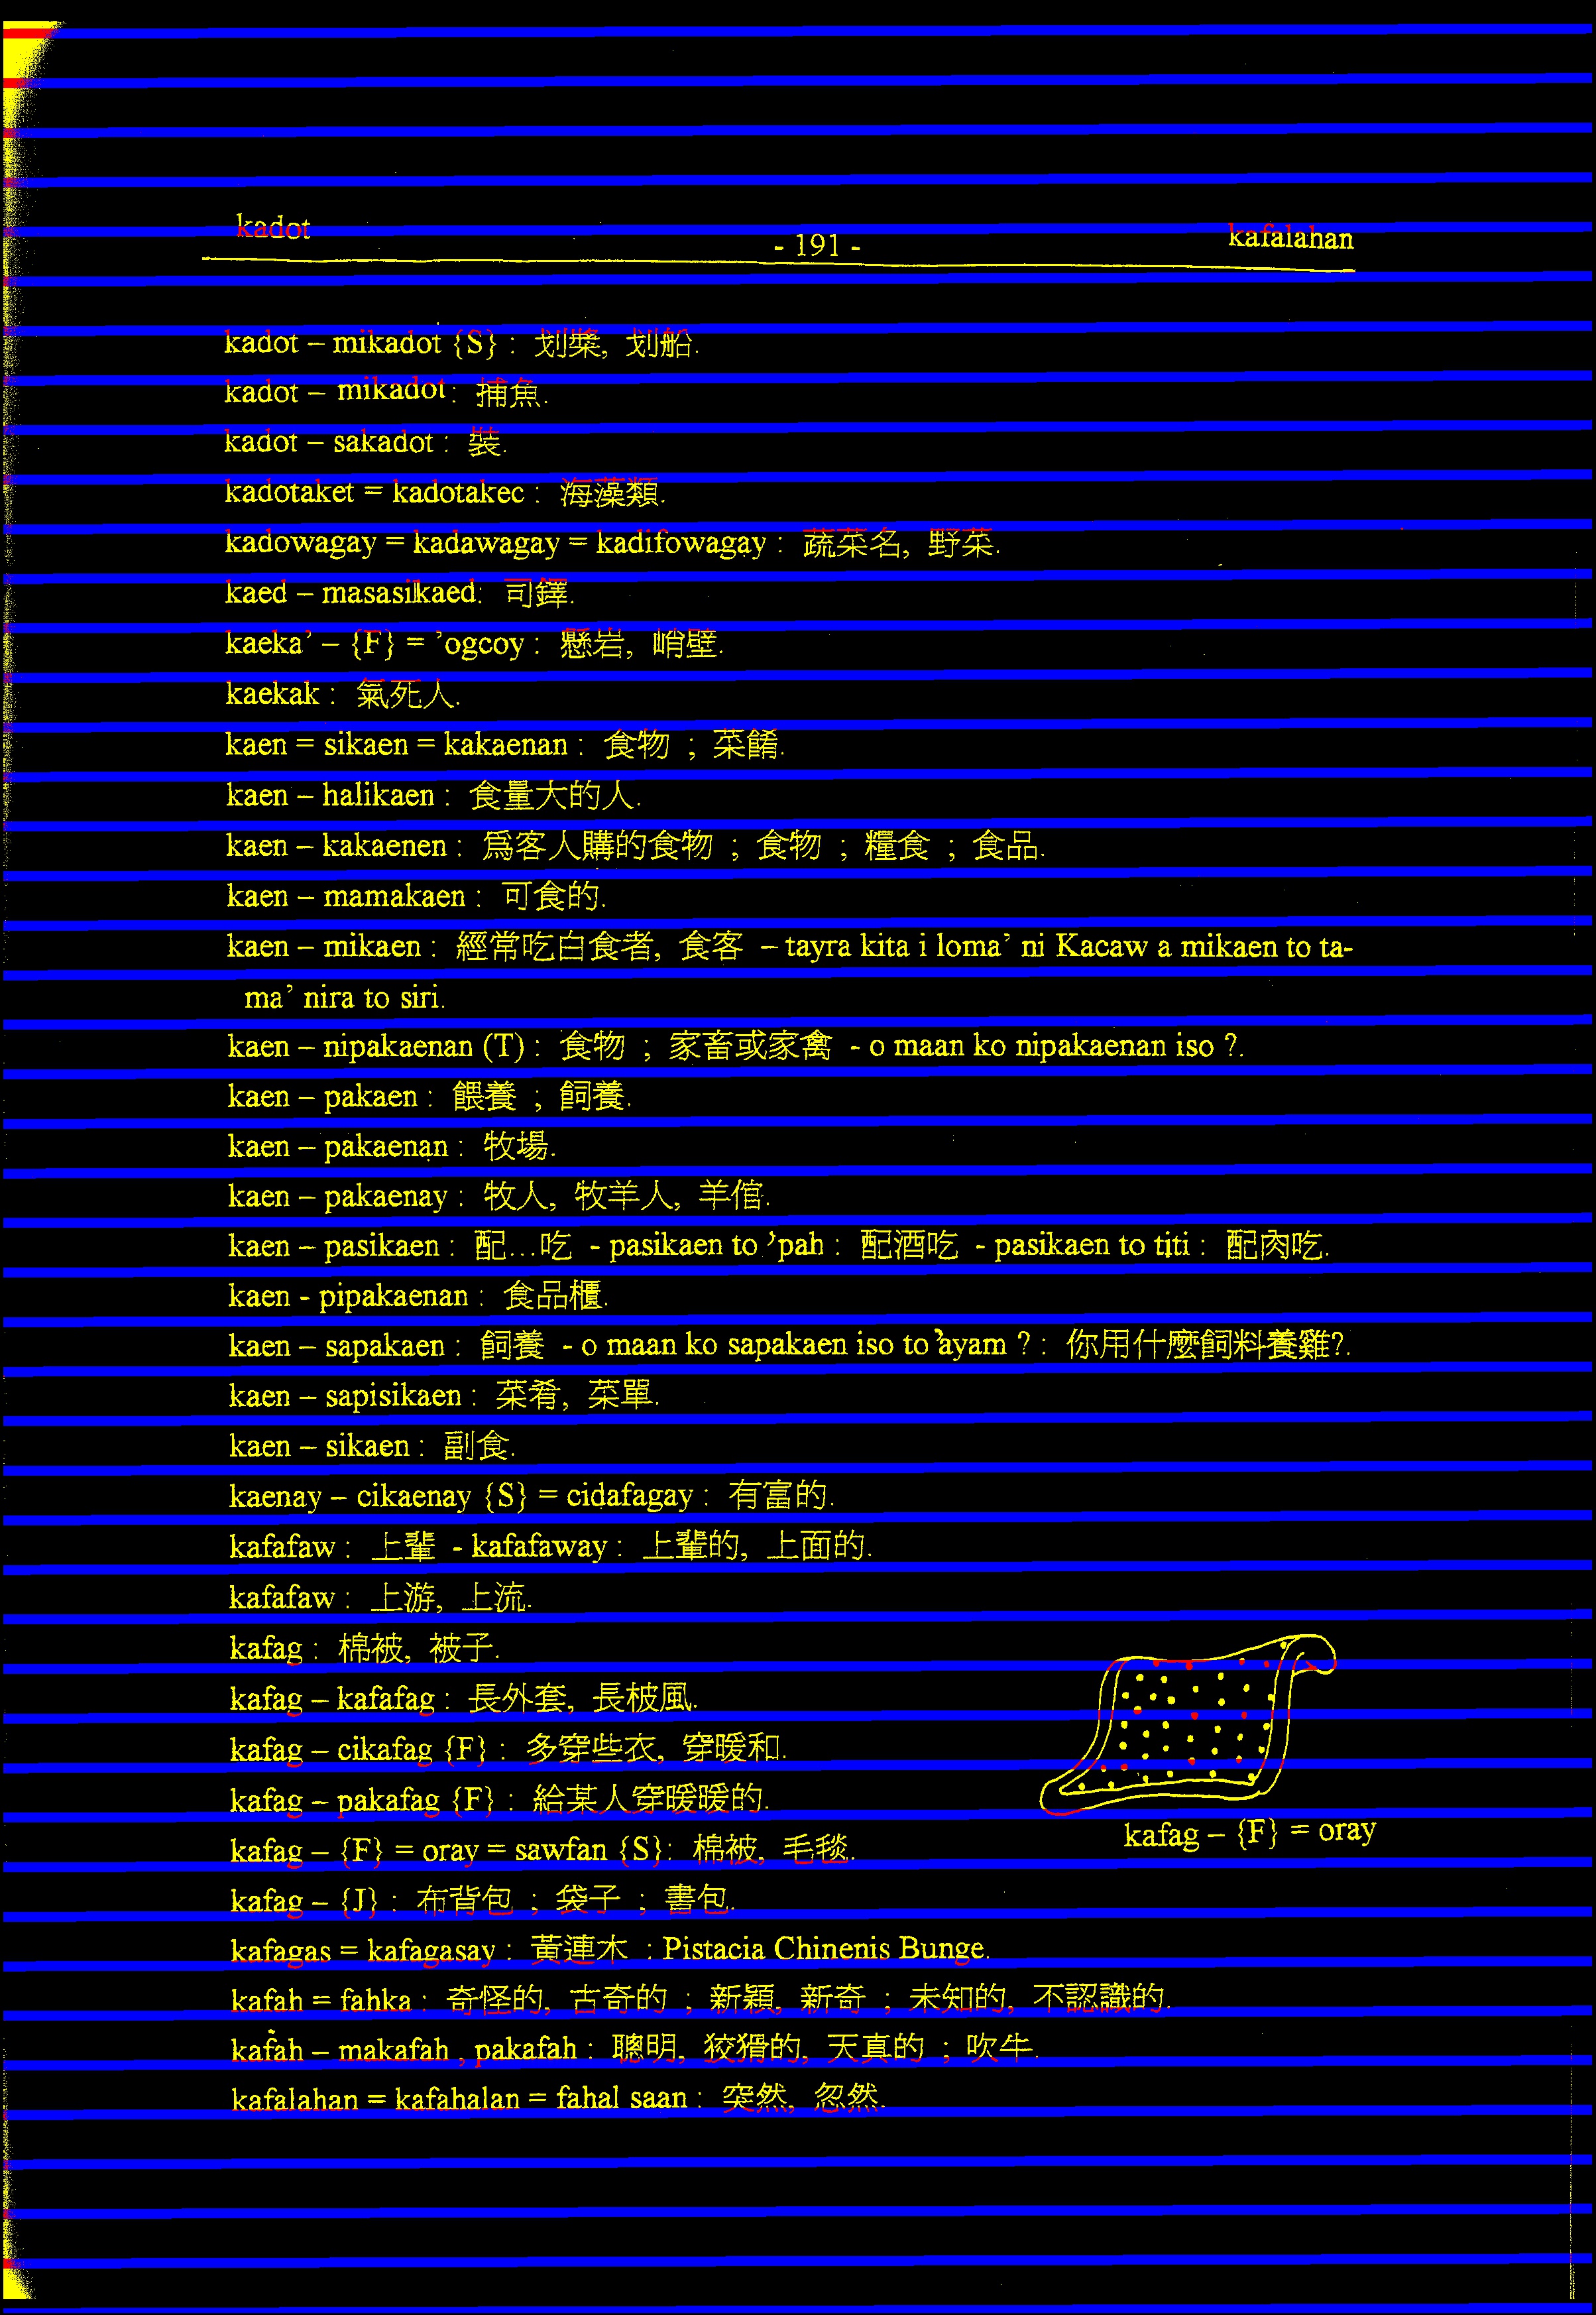 kadot - 191 - kafalahan
kadot – mikadot {S} : 划槳, 划船.
kadot – mikadot : 捕魚.
kadot – sakadot : 裝.
kadotaket = kadotakec : 海藻類.
kadowagay = kadawagay = kadifowagay : 蔬菜名, 野菜.
kaed – masasikaed: 司鐸.
kaeka’ – {F} = ’ogcoy : 懸岩, 峭壁.
kaekak : 氣死人.
kaen = sikaen = kakaenan : 食物 ; 菜餚.
kaen – halikaen : 食量大的人.
kaen – kakaenen : 爲客人購的食物 ; 食物 ; 糧食 ; 食品.
kaen – mamakaen : 可食的.
kaen – mikaen : 經常吃白食者, 食客 – tayra kita i loma’ ni Kacaw a mikaen to ta-
ma’ nira to siri.
kaen – nipakaenan (T) : 食物 ; 家畜或家禽 - o maan ko nipakaenan iso ?.
kaen – pakaen : 餵養 ; 飼養.
kaen – pakaenan : 牧場.
kaen – pakaenay : 牧人, 牧羊人, 羊倌.
kaen – pasikaen : 配…吃 - pasikaen to ’pah : 配酒吃 - pasikaen to titi : 配肉吃.
kaen - pipakaenan : 食品櫃.
kaen – sapakaen : 飼養 - o maan ko sapakaen iso to ’ayam ? : 你用什麼飼料養雞?.
kaen – sapisikaen : 菜肴, 菜單.
kaen – sikaen : 副食.
kaenay – cikaenay {S} = cidafagay : 有富的.
kafafaw : 上輩 - kafafaway : 上輩的, 上面的.
kafafaw : 上游, 上流.
kafag : 棉被, 被子.
kafag – kafafag : 長外套, 長柀風.
kafag – cikafag {F} : 多穿些衣, 穿暖和.
kafag – pakafag {F} : 給某人穿暖暖的.
kafag – {F} = oray = sawfan {S}: 棉被, 毛毯.
kafag – {F} = oray
kafag – {J} : 布背包 ; 袋子 ; 書包.
kafagas = kafagasay : 黃連木 : Pistacia Chinenis Bunge.
kafah = fahka : 奇怪的, 古奇的 ; 新穎, 新奇 ; 未知的, 不認識的.
kafah – makafah , pakafah : 聰明, 狡猾的, 天真的 ; 吹牛.
kafalahan = kafahalan = fahal saan : 突然, 忽然.